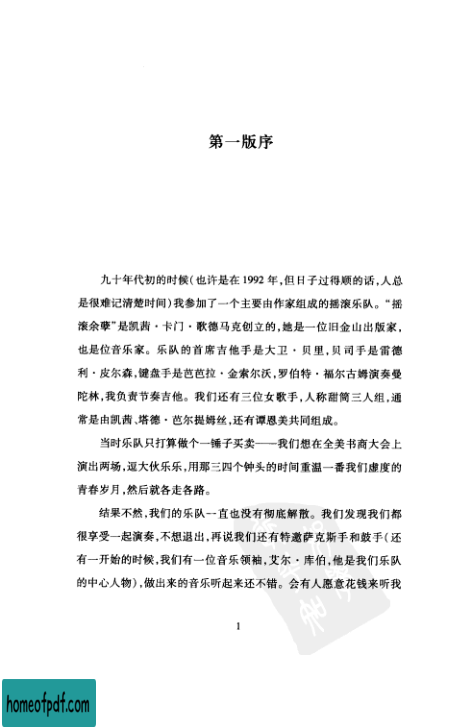 第一版序
九十年代初的时候(也许是在1992年,但日子过得顺的话,人总
是很难记清楚时间)我参加了一个主要由作家组成的摇滚乐队。“摇
滚余孽”是凯茜·卡门·歌德马克创立的,她是一位旧金山出版家,
也是位音乐家。乐队的首席吉他手是大卫·贝里,贝司手是雷德
利·皮尔森,键盘手是芭芭拉·金索尔沃,罗伯特·福尔古姆演奏曼
陀林,我负责节奏吉他。我们还有三位女歌手,人称甜筒三人组,通
常是由凯茜、塔德·芭尔提姆丝,还有谭恩美共同组成。
当时乐队只打算做个一锤子买卖——我们想在全美书商大会上
演出两场,逗大伙乐乐,用那三四个钟头的时间重温一番我们虚度的
青春岁月,然后就各走各路。
结果不然,我们的乐队一直也没有彻底解散。我们发现我们都
很享受一起演奏,不想退出,再说我们还有特邀萨克斯手和鼓手(还
有一开始的时候,我们有一位音乐领袖,艾尔·库伯,他是我们乐队
的中心人物),做出来的音乐听起来还不错。会有人愿意花钱来听我
1
homeofpdf.com